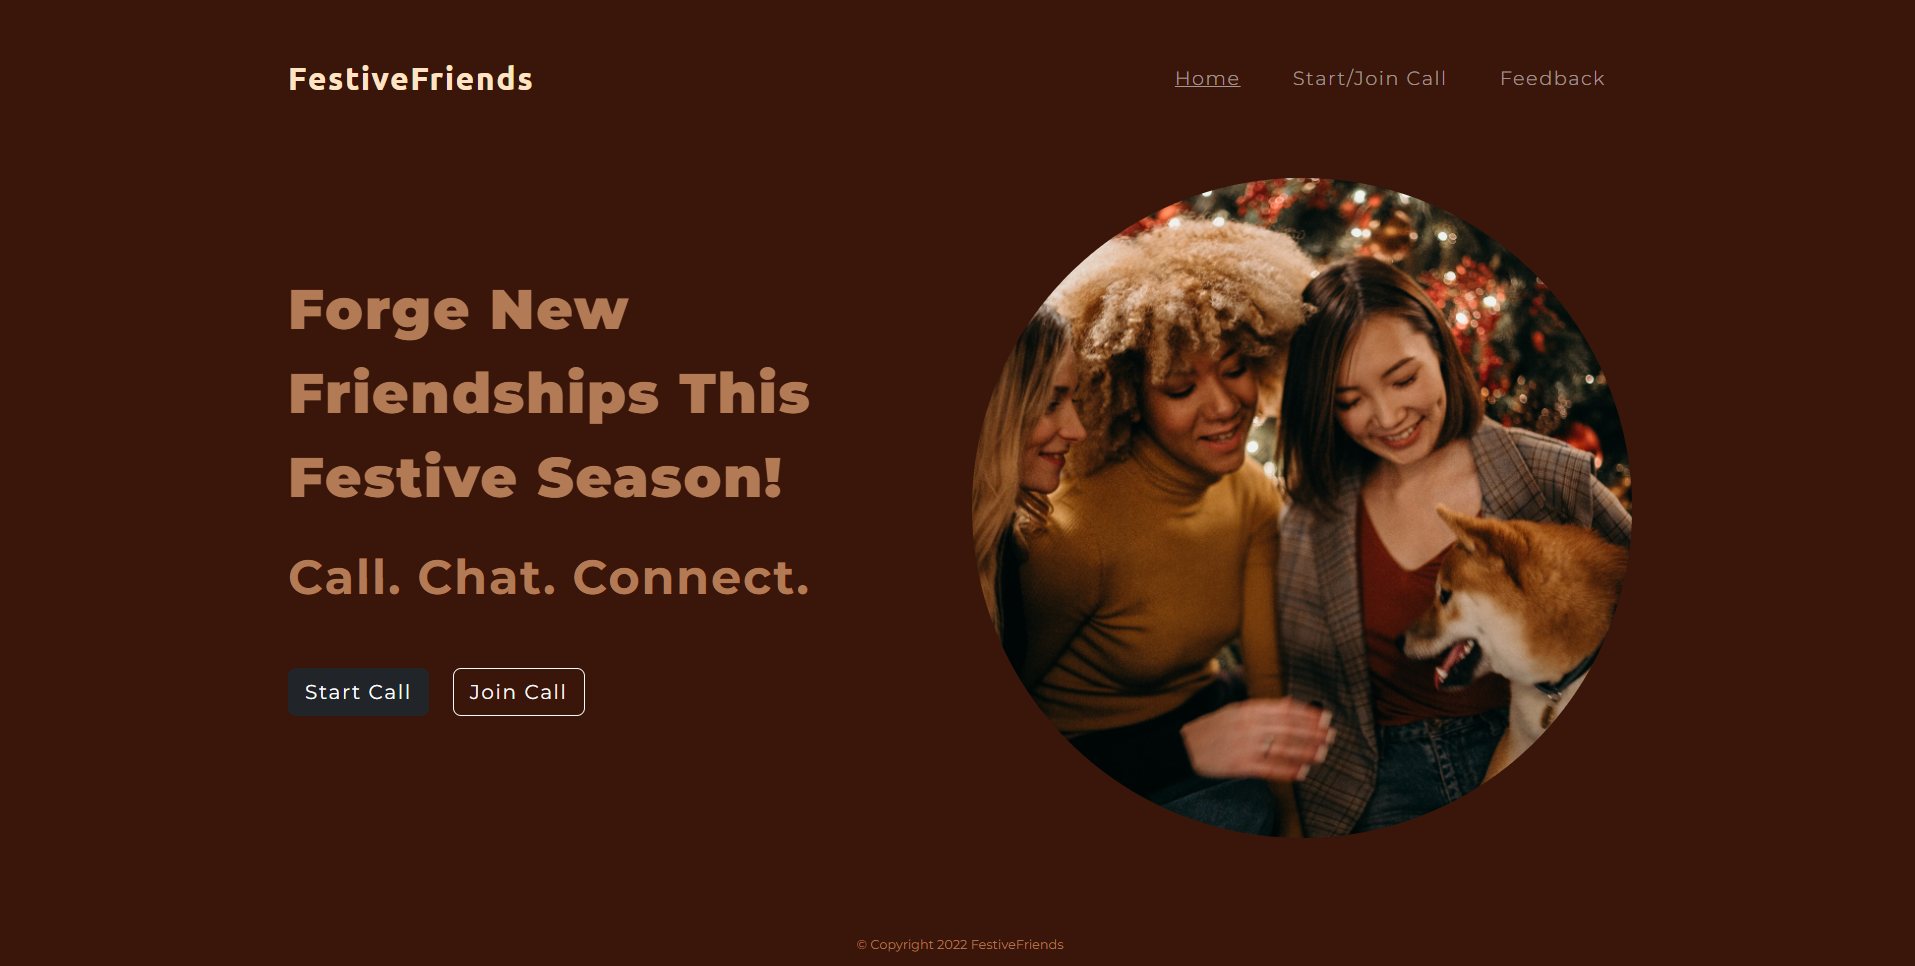 FestiveFriends
Home
Start/Join Call
Feedback
Forge New
Friendships This
Festive Season!
Call. Chat. Connect.
Start Call
Join Call
© Copyright 2022 FestiveFriends